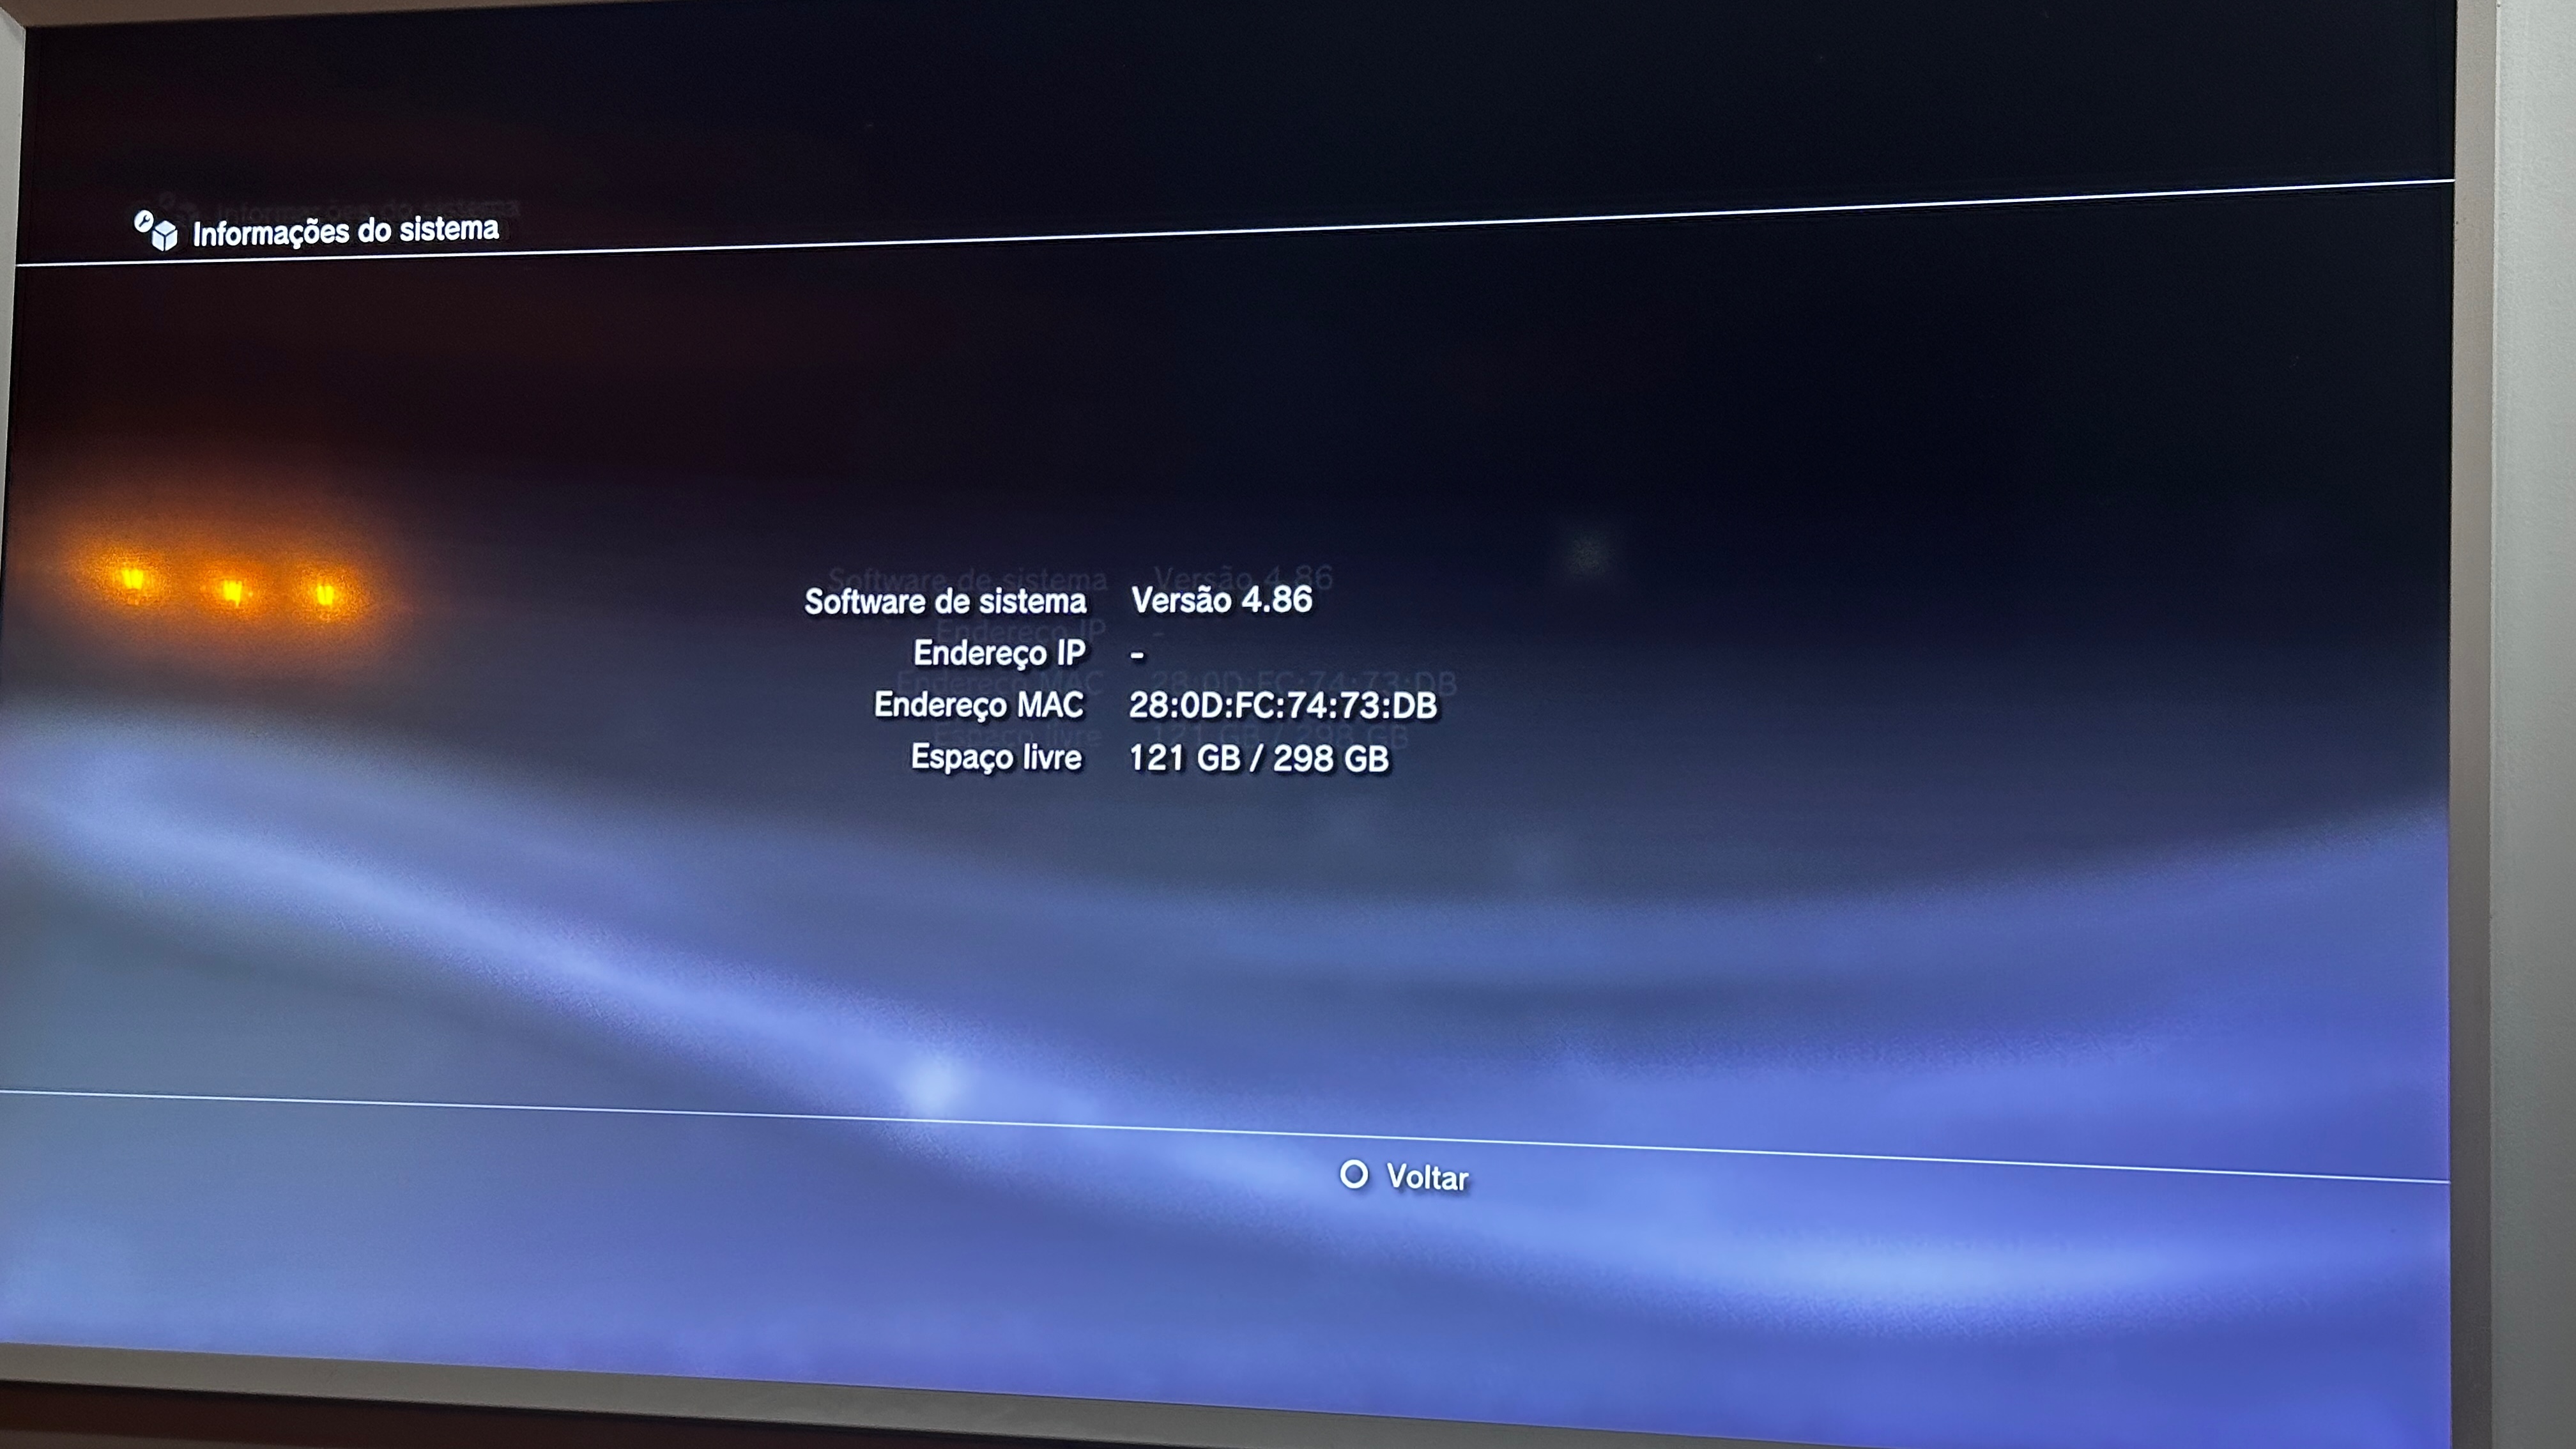 Informações do sistema
Software de sistema Versão 4.86
Endereço IP -
Endereço MAC 28:0D:FC:74:73:DB
Espaço livre 121 GB / 298 GB
Voltar